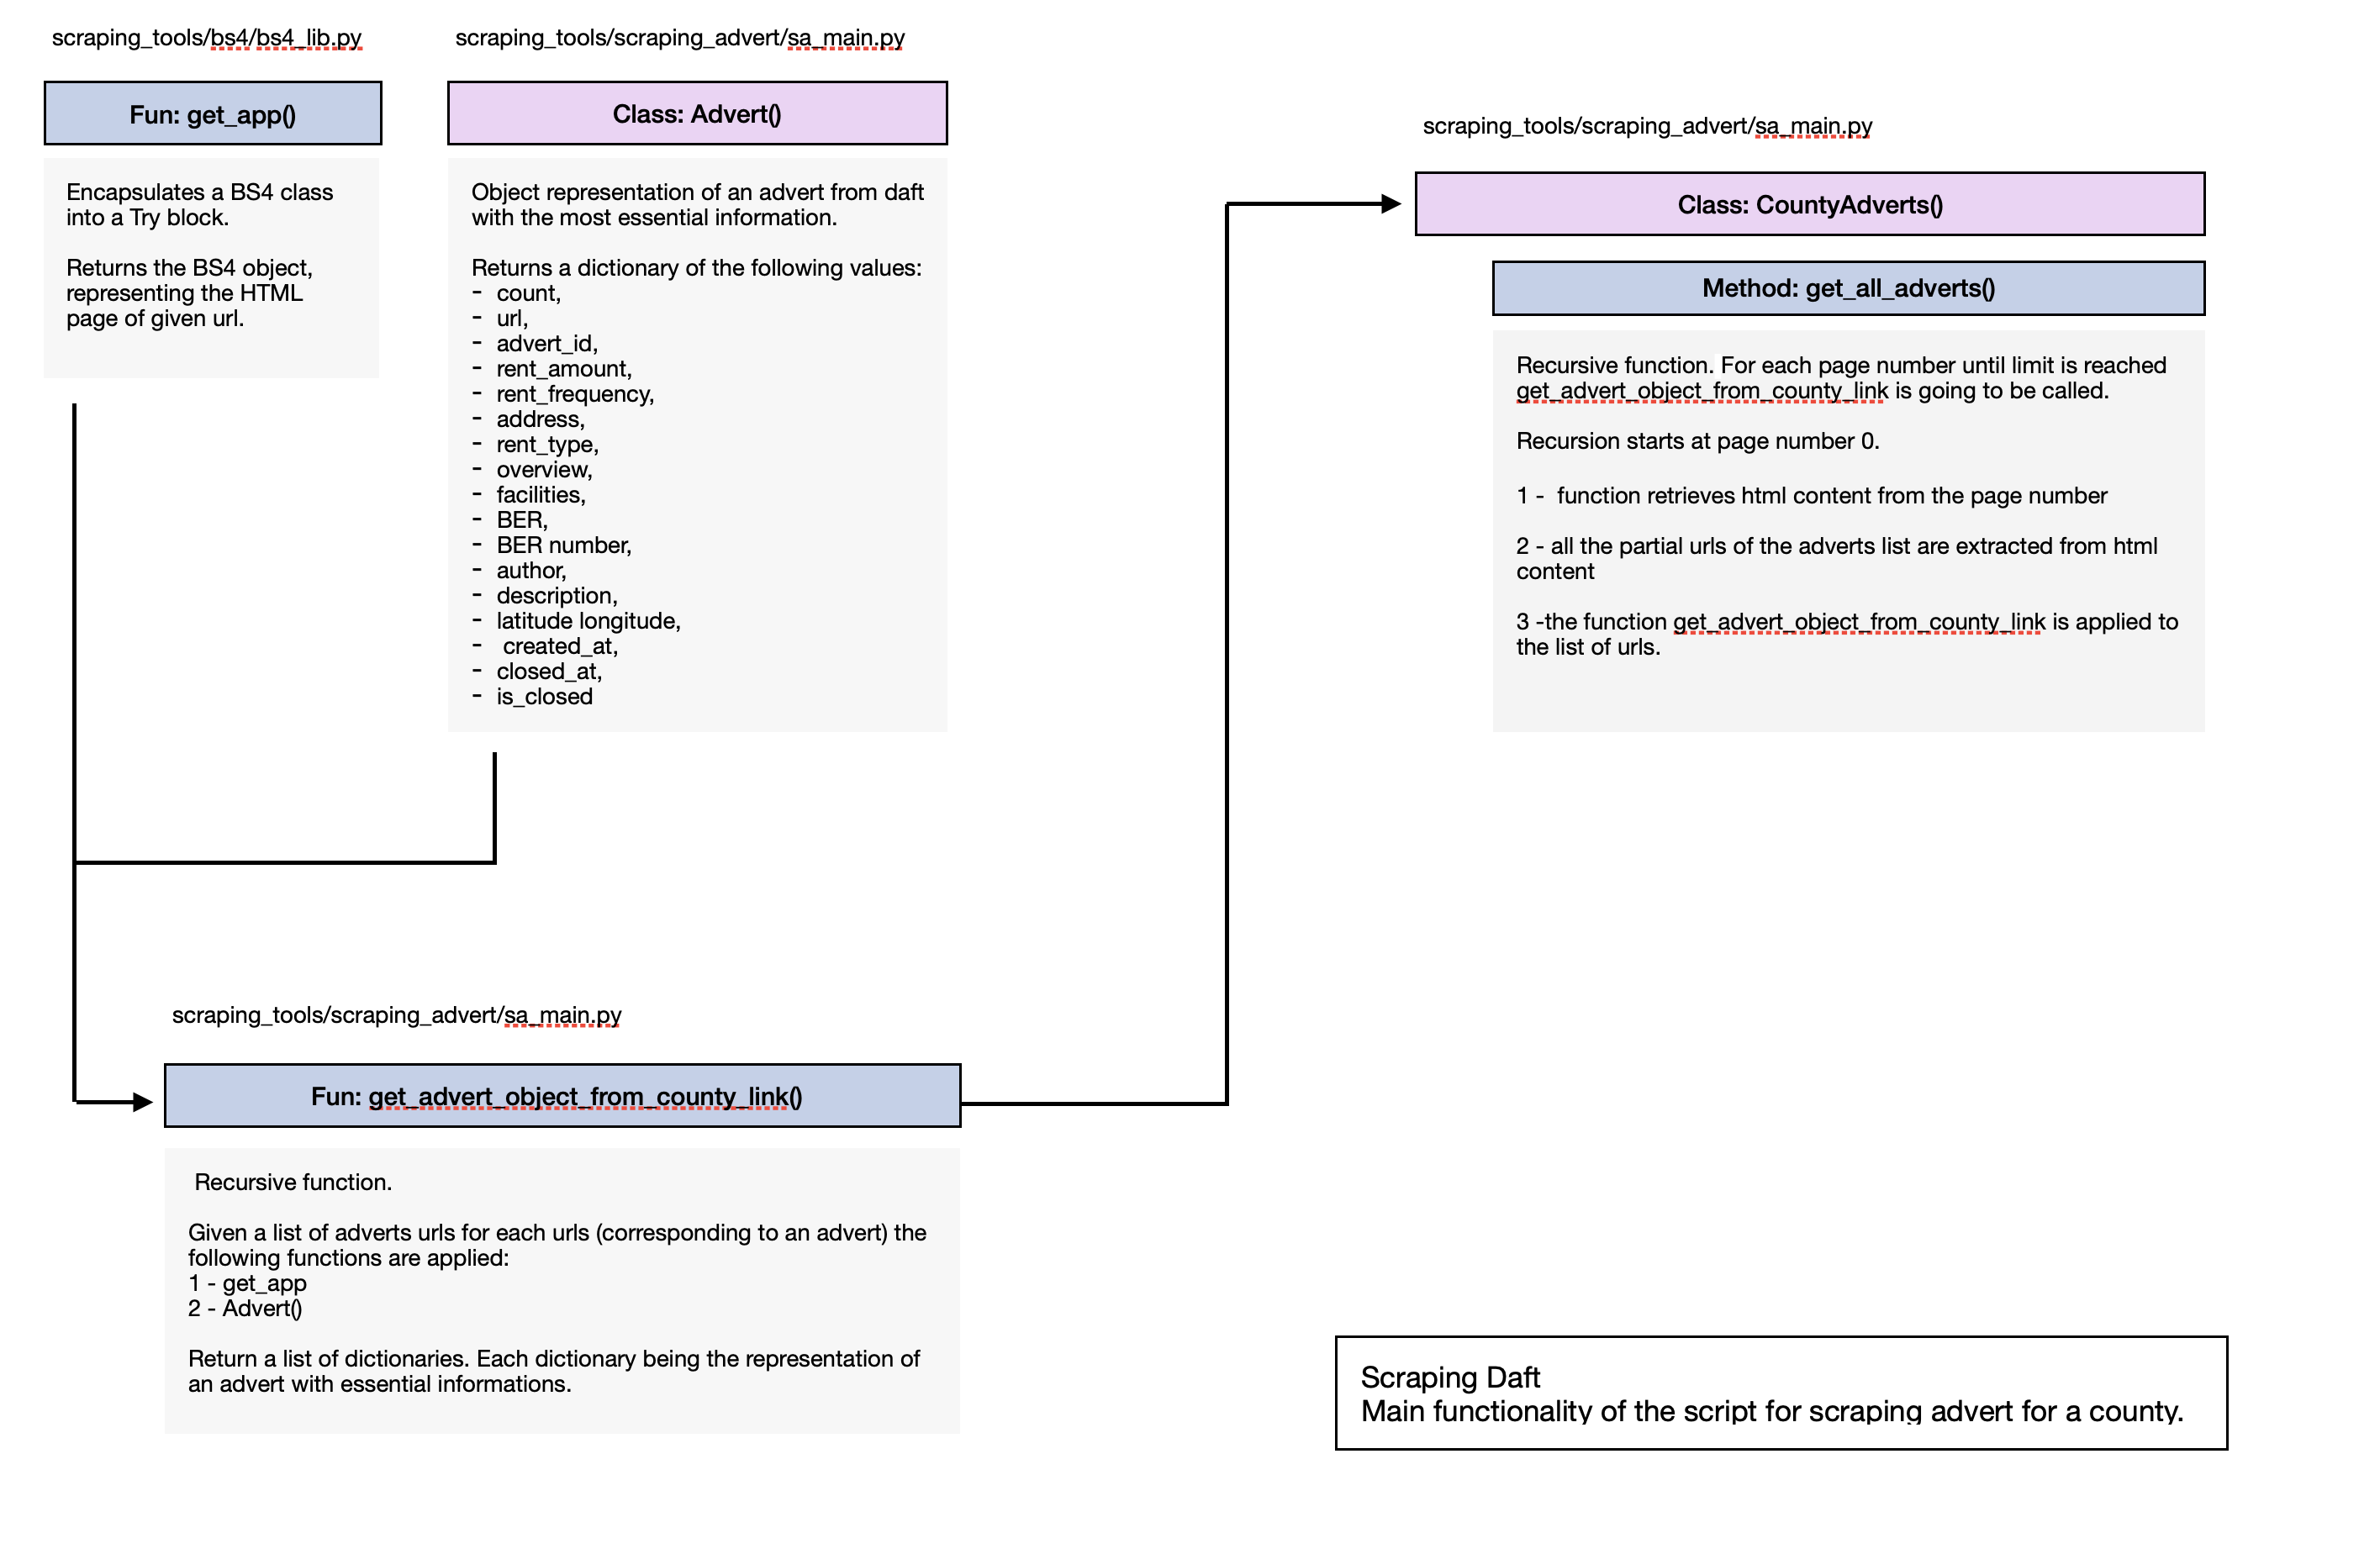 scraping_tools/bs4/bs4_lib.py
Fun: get_app()
Encapsulates a BS4 class
into a Try block.
Returns the BS4 object,
representing the HTML
page of given url.
scraping_tools/scraping_advert/sa_main.py
Class: Advert()
Object representation of an advert from daft
with the most essential information.
Returns a dictionary of the following values:
- count,
- url,
- advert_id,
- rent_amount,
- rent_frequency,
- address,
- rent_type,
- overview,
- facilities,
- BER,
- BER number,
- author,
- description,
- latitude longitude,
- created_at,
- closed_at,
- is_closed
scraping_tools/scraping_advert/sa_main.py
Fun: get_advert_object_from_county_link()
Recursive function.
Given a list of adverts urls for each urls (corresponding to an advert) the
following functions are applied:
1 - get_app
2 - Advert()
Return a list of dictionaries. Each dictionary being the representation of
an advert with essential informations.
scraping_tools/scraping_advert/sa_main.py
Class: CountyAdverts()
Method: get_all_adverts()
Recursive function. For each page number until limit is reached
get_advert_object_from_county_link is going to be called.
Recursion starts at page number 0.
1 - function retrieves html content from the page number
2 - all the partial urls of the adverts list are extracted from html
content
3 -the function get_advert_object_from_county_link is applied to
the list of urls.
Scraping Daft
Main functionality of the script for scraping advert for a county.